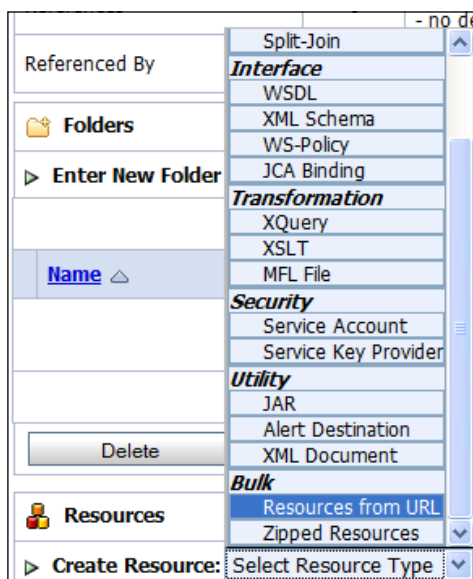 - no de
Split-Join
Referenced By
Interface
WSDL
XML Schema
Folders
WS-Policy
JCA Binding
Enter New Folder
Transformation
XQuery
XSLT
Name
MFL File
Security
Service Account
Service Key Provider
Utility
JAR
Alert Destination
Delete
XML Document
Bulk
Resources from URL
Resources
Zipped Resources
Create Resource: Select Resource Type